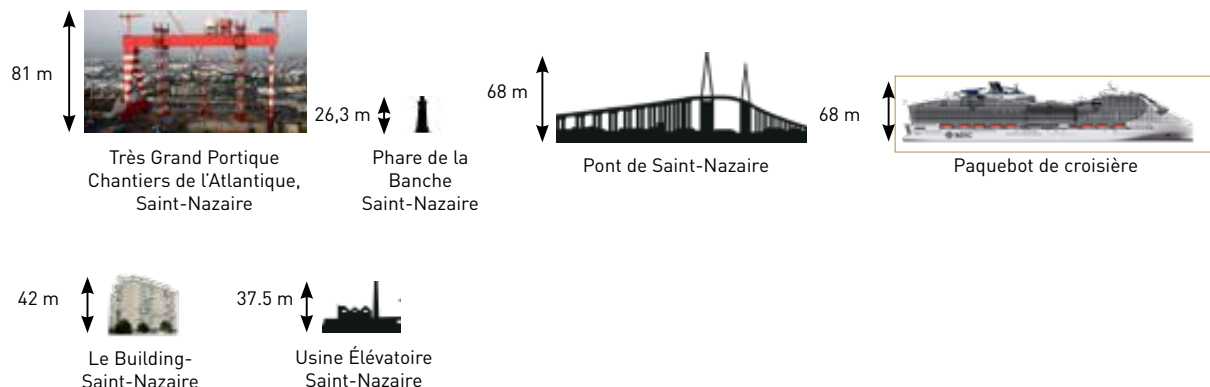 81 m
Très Grand Portique
Chantiers de l'Atlantique,
Saint-Nazaire
26,3 m
Phare de la
Banche
Saint-Nazaire
68 m
Pont de Saint-Nazaire
68 m
MSC
Paquebot de croisière
42 m
Le Building-
Saint-Nazaire
37.5 m
Usine Élévatoire
Saint-Nazaire